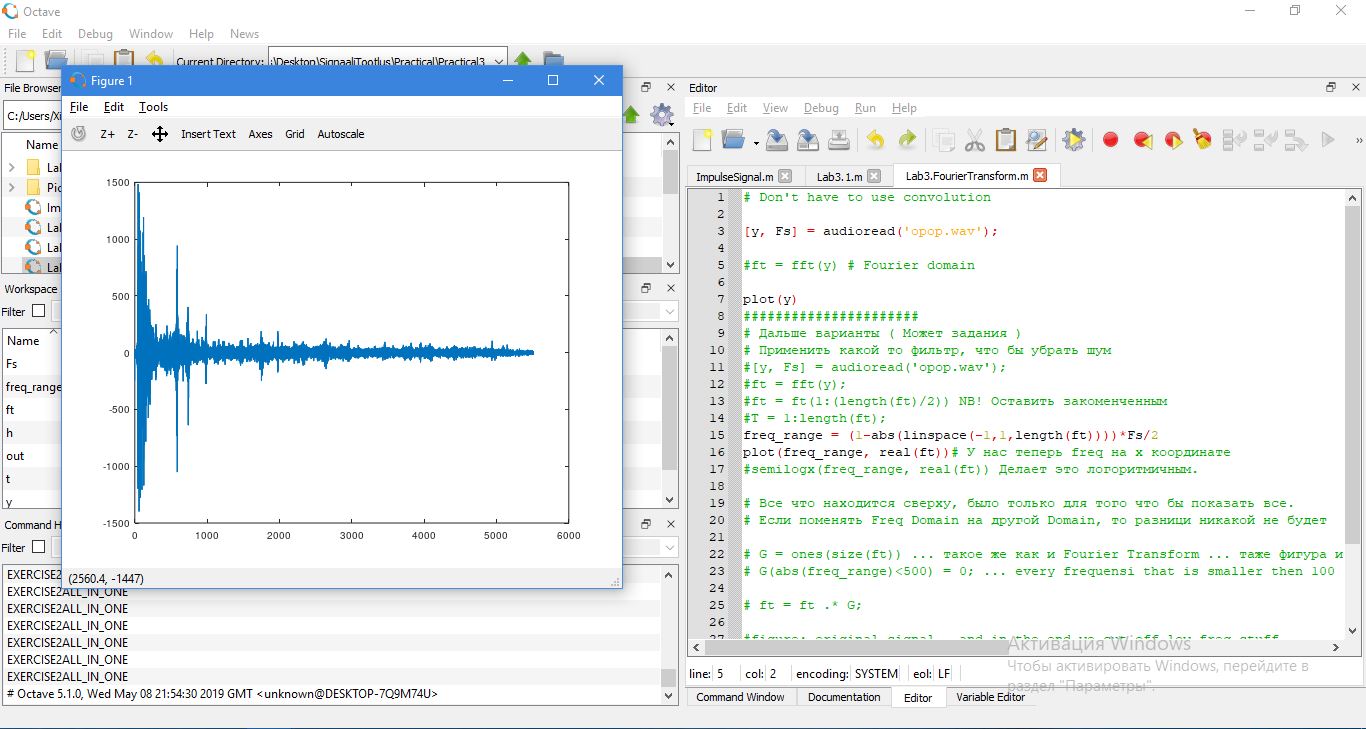 Octave
File Edit Debug Window Help News
Current Directory: :\Desktop\SignaaliTootlus\Practical\Practical3
File Browser
C:/Users/Xi
Name
Workspace
Filter
Name
Fs
freq_range
ft
h
out
t
y
Command H
Filter
EXERCISE2ALL_IN_ONE
EXERCISE2ALL_IN_ONE
EXERCISE2ALL_IN_ONE
EXERCISE2ALL_IN_ONE
EXERCISE2ALL_IN_ONE
EXERCISE2ALL_IN_ONE
# Octave 5.1.0, Wed May 08 21:54:30 2019 GMT <unknown@DESKTOP-7Q9M74U>
Figure 1
File Edit Tools
Z+ Z- Insert Text Axes Grid Autoscale
1500
1000
500
0
-500
-1000
-1500
0 1000 2000 3000 4000 5000 6000
(2560.4, -1447)
Editor
File Edit View Debug Run Help
ImpulseSignal.m Lab3.1.m Lab3.FourierTransform.m
1 # Don't have to use convolution
2
3 [y, Fs] = audioread('opop.wav');
4
5 #ft = fft(y) # Fourier domain
6
7 plot(y)
8 ######################
9 # Дальше варианты ( Может задания )
10 # Применить какой то фильтр, что бы убрать шум
11 #[y, Fs] = audioread('opop.wav');
12 #ft = fft(y);
13 #ft = ft(1:(length(ft)/2)) NB! Оставить закоменченным
14 #T = 1:length(ft);
15 freq_range = (1-abs(linspace(-1,1,length(ft))))*Fs/2
16 plot(freq_range, real(ft))# У нас теперь freq на x координате
17 #semilogx(freq_range, real(ft)) Делает это логоритмичным.
18
19 # Все что находится сверху, было только для того что бы показать все.
20 # Если поменять Freq Domain на другой Domain, то разници никакой не будет
21
22 # G = ones(size(ft)) ... такое же как и Fourier Transform ... таже фигура и
23 # G(abs(freq_range)<500) = 0; ... every frequensi that is smaller then 100
24
25 # ft = ft .* G;
26
27 #figure: original signal
line: 5 col: 2 encoding: SYSTEM eol: LF
Command Window Documentation Editor Variable Editor
Активация Windows
Чтобы активировать Windows, перейдите в
раздел "Параметры".